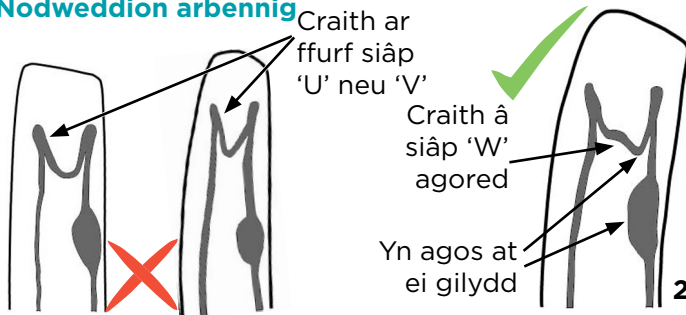 Nodweddion arbennig
Craith ar
ffurf siâp
‘U’ neu ‘V’
Craith â
siâp ‘W’
agored
Yn agos at
ei gilydd
2